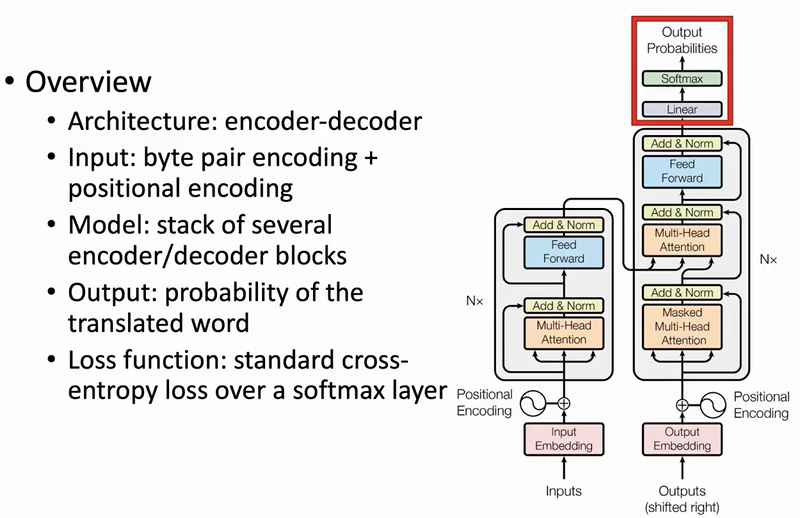 • Overview
• Architecture: encoder-decoder
• Input: byte pair encoding +
positional encoding
• Model: stack of several
encoder/decoder blocks
• Output: probability of the
translated word
• Loss function: standard cross-
entropy loss over a softmax layer
Output
Probabilities
Softmax
Linear
Add & Norm
Feed
Forward
Add & Norm
Multi-Head
Attention
Add & Norm
Masked
Multi-Head
Attention
N×
Add & Norm
Feed
Forward
Add & Norm
Multi-Head
Attention
N×
Positional
Encoding
Positional
Encoding
Input
Embedding
Output
Embedding
Inputs
Outputs
(shifted right)